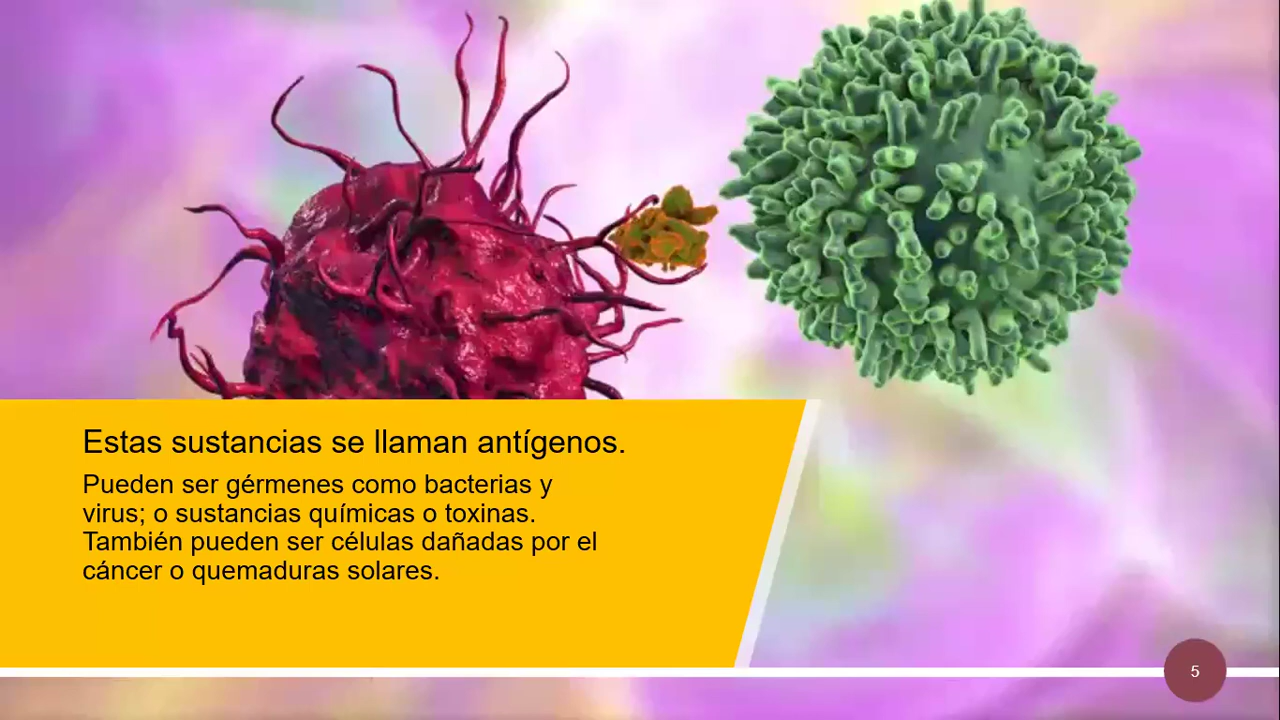 Estas sustancias se llaman antígenos.
Pueden ser gérmenes como bacterias y
virus; o sustancias químicas o toxinas.
También pueden ser células dañadas por el
cáncer o quemaduras solares.
5